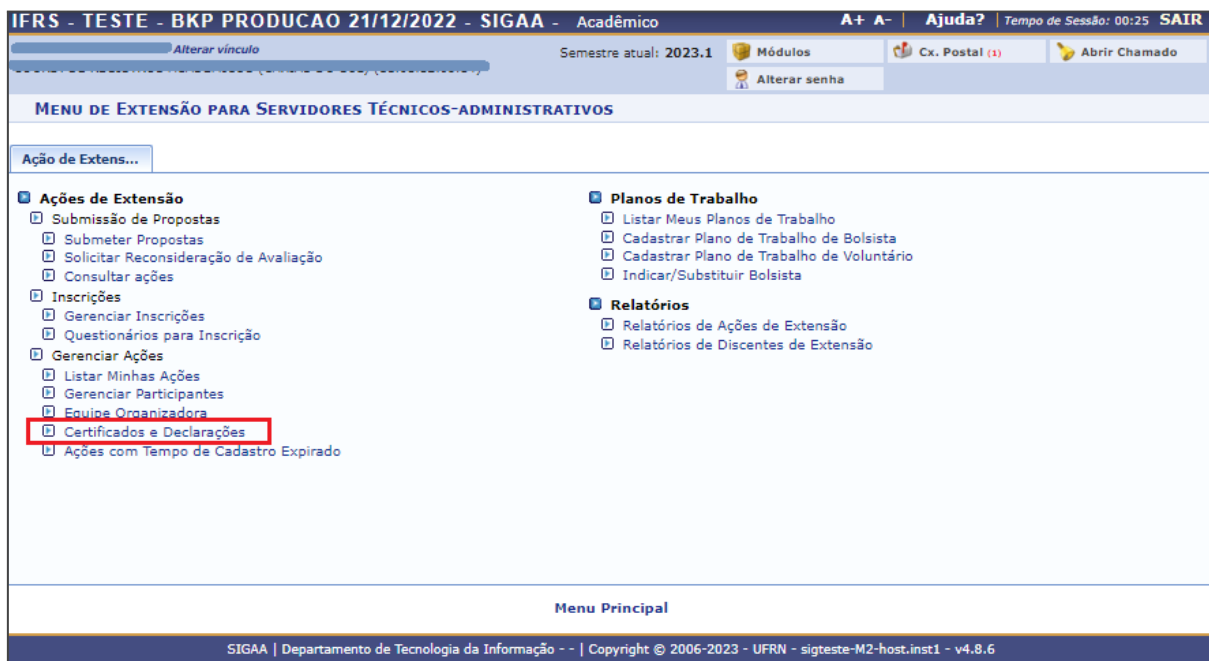 IFRS - TESTE - BKP PRODUCAO 21/12/2022 - SIGAA - Acadêmico A+ A- | Ajuda? | Tempo de Sessão: 00:25 SAIR
Alterar vínculo Semestre atual: 2023.1 Módulos Cx. Postal (1) Abrir Chamado
Alterar senha
MENU DE EXTENSÃO PARA SERVIDORES TÉCNICOS-ADMINISTRATIVOS
Ação de Extens...
Ações de Extensão
Submissão de Propostas
Submeter Propostas
Solicitar Reconsideração de Avaliação
Consultar ações
Inscrições
Gerenciar Inscrições
Questionários para Inscrição
Gerenciar Ações
Listar Minhas Ações
Gerenciar Participantes
Equipe Organizadora
Certificados e Declarações
Ações com Tempo de Cadastro Expirado
Planos de Trabalho
Listar Meus Planos de Trabalho
Cadastrar Plano de Trabalho de Bolsista
Cadastrar Plano de Trabalho de Voluntário
Indicar/Substituir Bolsista
Relatórios
Relatórios de Ações de Extensão
Relatórios de Discentes de Extensão
Menu Principal
SIGAA | Departamento de Tecnologia da Informação - - | Copyright © 2006-2023 - UFRN - sigteste-M2-host.inst1 - v4.8.6